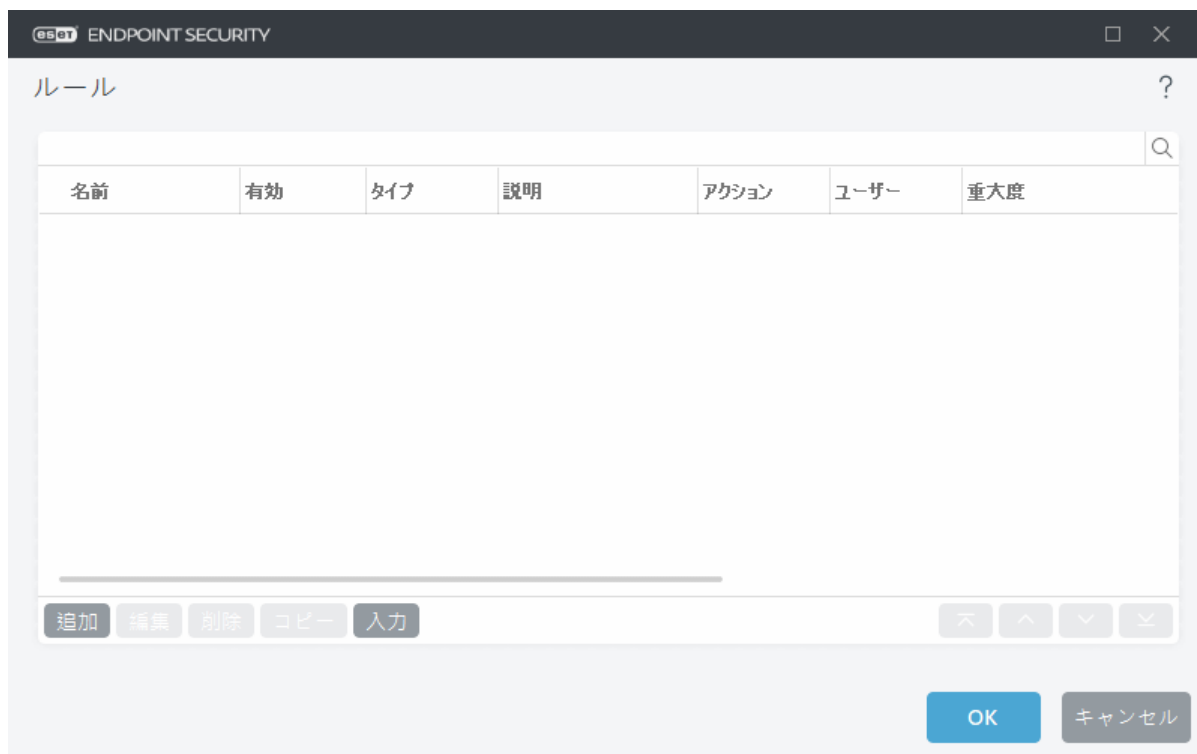 eset ENDPOINT SECURITY
ルール
?
名前 有効 タイプ 説明 アクション ユーザー 重大度
追加 編集 削除 コピー 入力
OK キャンセル